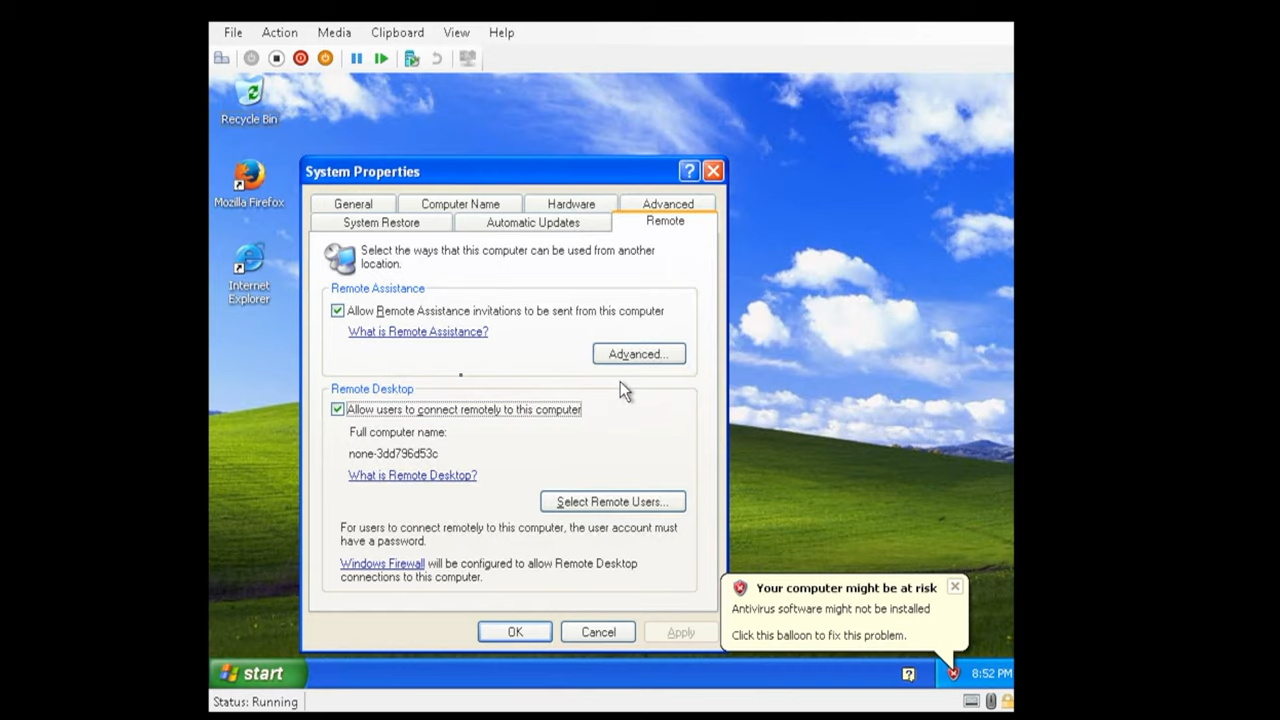 File Action Media Clipboard View Help
Recycle Bin
Mozilla Firefox
Internet
Explorer
System Properties
General Computer Name Hardware Advanced
System Restore Automatic Updates Remote
Select the ways that this computer can be used from another
location.
Remote Assistance
Allow Remote Assistance invitations to be sent from this computer
What is Remote Assistance?
Advanced...
Remote Desktop
Allow users to connect remotely to this computer
Full computer name:
none-3dd796d53c
What is Remote Desktop?
Select Remote Users...
For users to connect remotely to this computer, the user account must
have a password.
Windows Firewall will be configured to allow Remote Desktop
connections to this computer.
OK Cancel Apply
Your computer might be at risk
Antivirus software might not be installed
Click this balloon to fix this problem.
start
8:52 PM
Status: Running